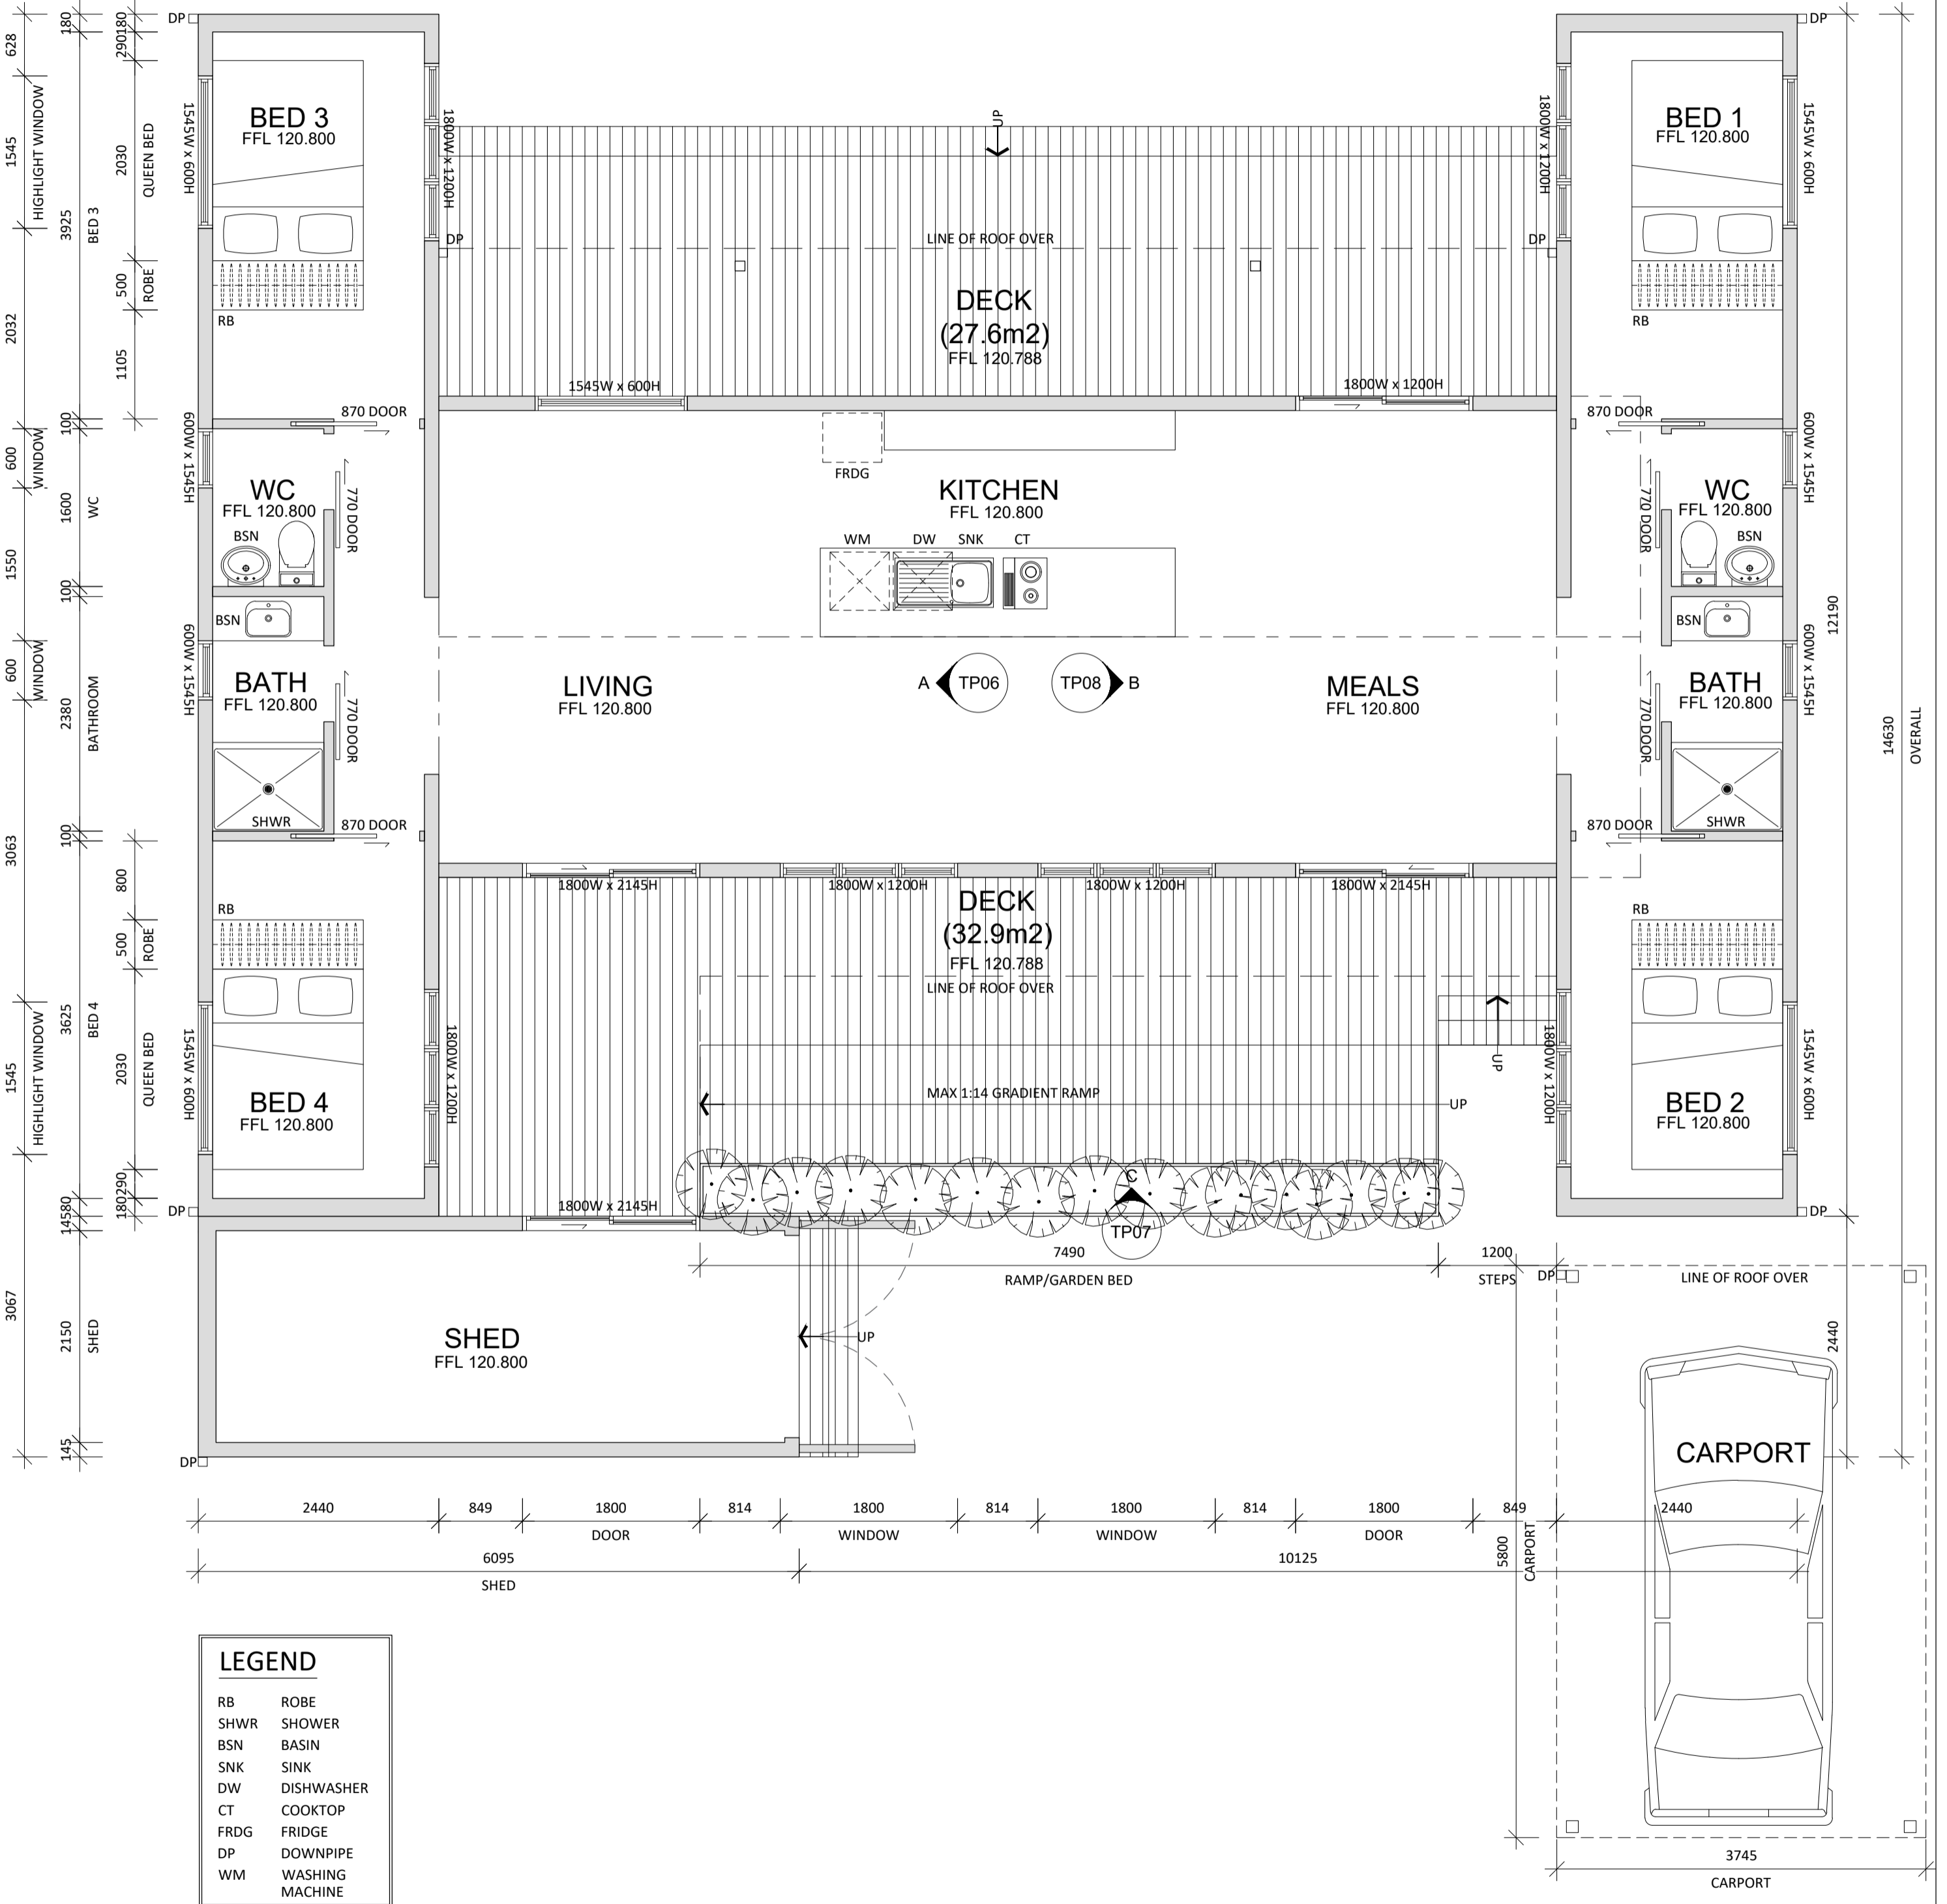 DP
DP
BED 3
FFL 120.800
BED 1
FFL 120.800
UP
1545W x 600H
1800W x 1200H
1800W x 1200H
1545W x 600H
DP
LINE OF ROOF OVER
DP
DECK
(27.6m2)
FFL 120.788
RB
RB
1545W x 600H
1800W x 1200H
870 DOOR
870 DOOR
600W x 1545H
WC
FFL 120.800
BSN
770 DOOR
FRDG
KITCHEN
FFL 120.800
WM
DW
SNK
CT
770 DOOR
WC
FFL 120.800
BSN
600W x 1545H
BSN
BSN
600W x 1545H
BATH
FFL 120.800
770 DOOR
LIVING
FFL 120.800
A
TP06
TP08
B
MEALS
FFL 120.800
770 DOOR
BATH
FFL 120.800
600W x 1545H
SHWR
870 DOOR
870 DOOR
SHWR
1800W x 2145H
1800W x 1200H
1800W x 1200H
1800W x 2145H
DECK
(32.9m2)
FFL 120.788
LINE OF ROOF OVER
RB
RB
1545W x 600H
1800W x 1200H
UP
1800W x 1200H
1545W x 600H
MAX 1:14 GRADIENT RAMP
UP
BED 4
FFL 120.800
BED 2
FFL 120.800
DP
1800W x 2145H
C
TP07
DP
7490
RAMP/GARDEN BED
1200
STEPS
DP
LINE OF ROOF OVER
SHED
FFL 120.800
UP
DP
CARPORT
628
1545
HIGHLIGHT WINDOW
2032
600
WINDOW
1550
600
WINDOW
3063
1545
HIGHLIGHT WINDOW
3067
180
3925
BED 3
100
1600
WC
100
2380
BATHROOM
100
3625
BED 4
580
145
2150
SHED
145
180
290
2030
QUEEN BED
500
ROBE
1105
800
500
ROBE
2030
QUEEN BED
290
180
12190
2440
14630
OVERALL
2440
849
1800
DOOR
814
1800
WINDOW
814
1800
WINDOW
814
1800
DOOR
849
2440
6095
SHED
10125
5800
CARPORT
3745
CARPORT
LEGEND
RB ROBE
SHWR SHOWER
BSN BASIN
SNK SINK
DW DISHWASHER
CT COOKTOP
FRDG FRIDGE
DP DOWNPIPE
WM WASHING
MACHINE